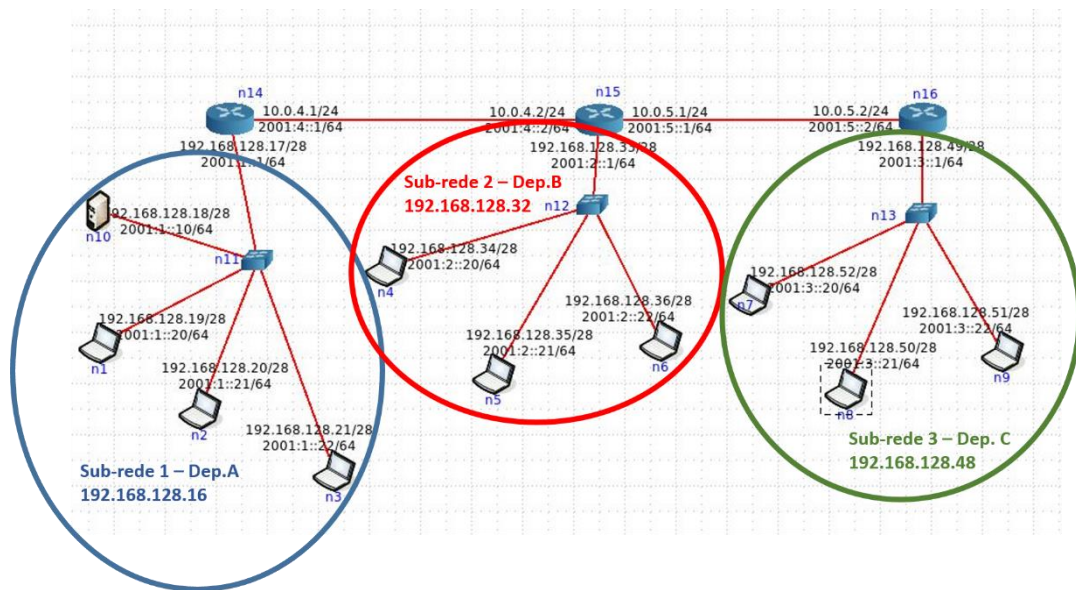 n14
10.0.4.1/24
2001:4::1/64
192.168.128.17/28
2001:1::1/64
n15
10.0.4.2/24
2001:4::2/64
10.0.5.1/24
2001:5::1/64
192.168.128.33/28
2001:2::1/64
n16
10.0.5.2/24
2001:5::2/64
192.168.128.49/28
2001:3::1/64
192.168.128.18/28
2001:1::10/64
n10
n11
192.168.128.19/28
2001:1::20/64
n1
192.168.128.20/28
2001:1::21/64
n2
192.168.128.21/28
2001:1::22/64
n3
Sub-rede 1 – Dep.A
192.168.128.16
Sub-rede 2 – Dep.B
192.168.128.32
n12
192.168.128.34/28
2001:2::20/64
n4
192.168.128.35/28
2001:2::21/64
n5
192.168.128.36/28
2001:2::22/64
n6
n13
192.168.128.52/28
2001:3::20/64
n7
192.168.128.50/28
2001:3::21/64
n8
192.168.128.51/28
2001:3::22/64
n9
Sub-rede 3 – Dep. C
192.168.128.48